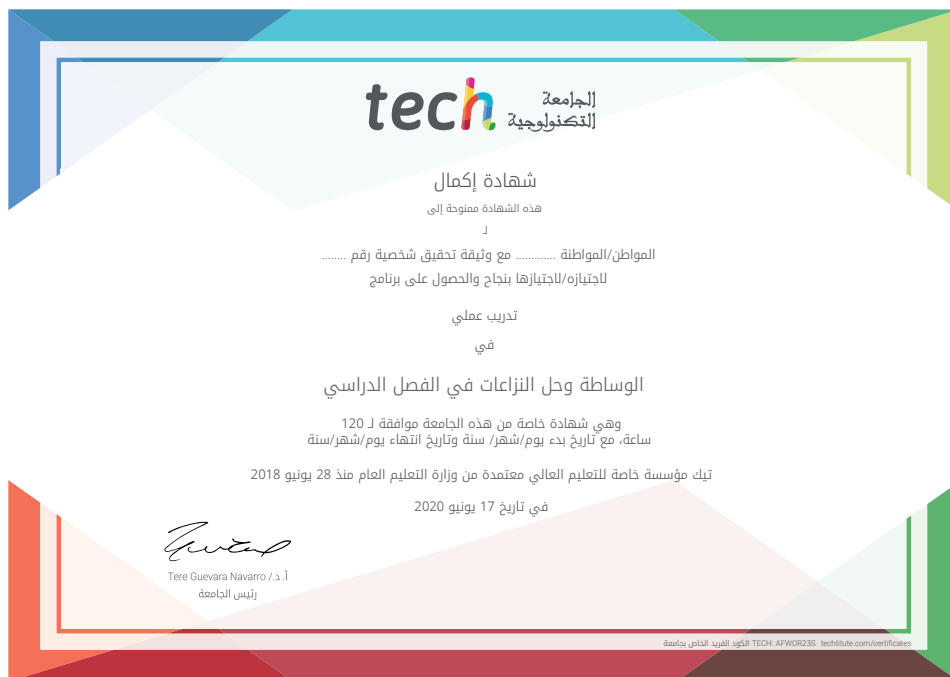 tech الجامعة
التكنولوجية
شهادة إكمال
هذه الشهادة ممنوحة إلى
لـ
المواطن/المواطنة ............ مع وثيقة تحقيق شخصية رقم ........
لاجتيازه/لاجتيازها بنجاح والحصول على برنامج
تدريب عملي
في
الوساطة وحل النزاعات في الفصل الدراسي
وهي شهادة خاصة من هذه الجامعة موافقة لـ 120
ساعة، مع تاريخ بدء يوم/شهر/ سنة وتاريخ انتهاء يوم/شهر/سنة
تيك مؤسسة خاصة للتعليم العالي معتمدة من وزارة التعليم العام منذ 28 يونيو 2018
في تاريخ 17 يونيو 2020
أ. د./ Tere Guevara Navarro
رئيس الجامعة
الكود الفريد الخاص بجامعة TECH: AFWOR23S techtitute.com/certificates